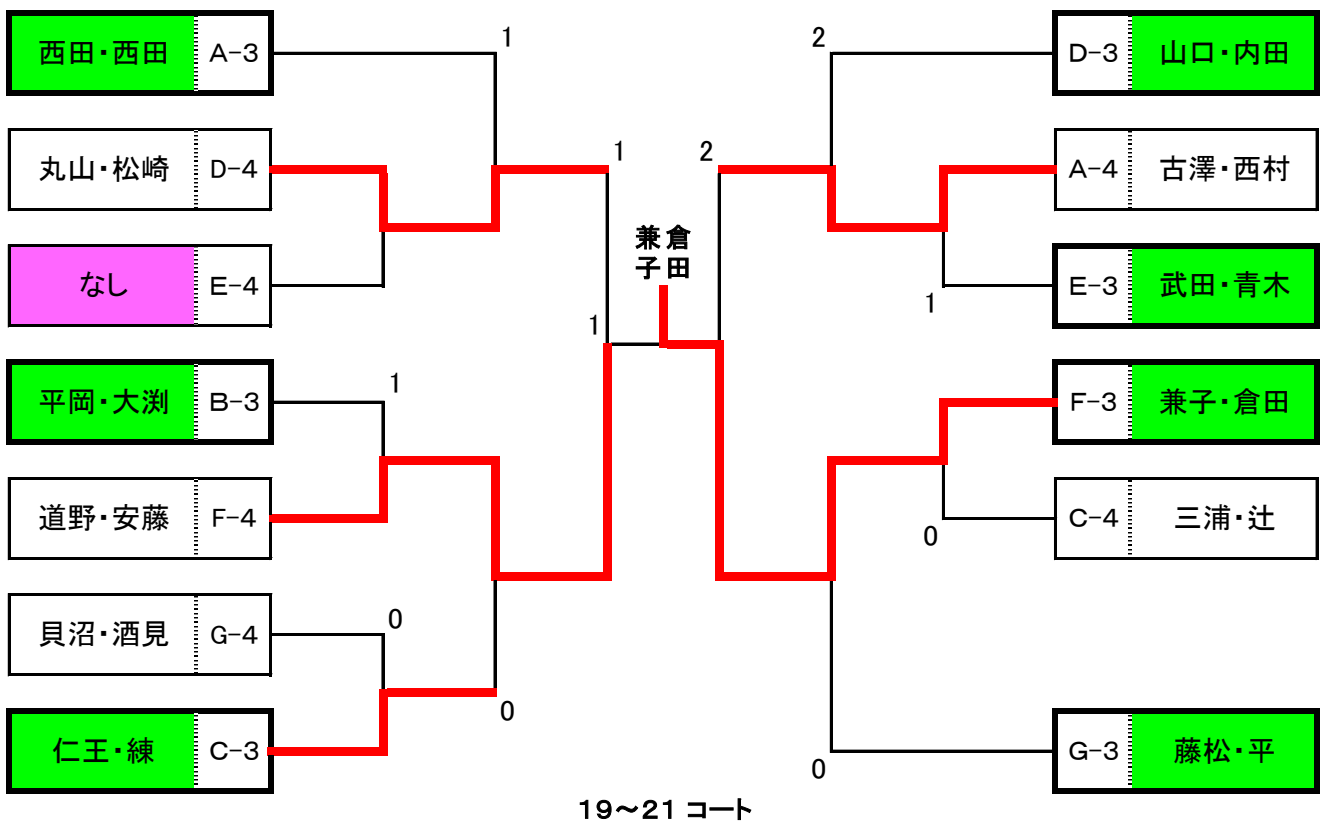 西田・西田 A-3
1
2
D-3 山口・内田
丸山・松崎 D-4
1
2
A-4 古澤・西村
兼子
倉田
なし E-4
1
1
E-3 武田・青木
平岡・大渕 B-3
1
F-3 兼子・倉田
道野・安藤 F-4
0
C-4 三浦・辻
貝沼・酒見 G-4
0
仁王・練 C-3
0
0
G-3 藤松・平
19～21 コート